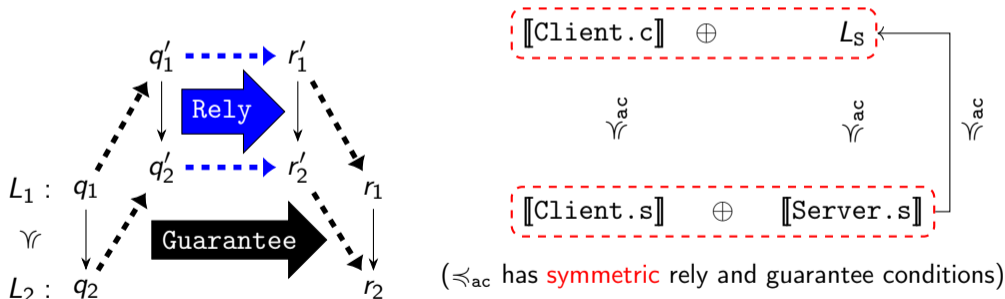 q′₁ r′₁
Rely
q′₂ r′₂
L₁ : q₁ r₁
≽
Guarantee
L₂ : q₂ r₂
⟦Client.c⟧ ⊕ L_S
≽ac ≽ac ≽ac
⟦Client.s⟧ ⊕ ⟦Server.s⟧
(≼ac has symmetric rely and guarantee conditions)